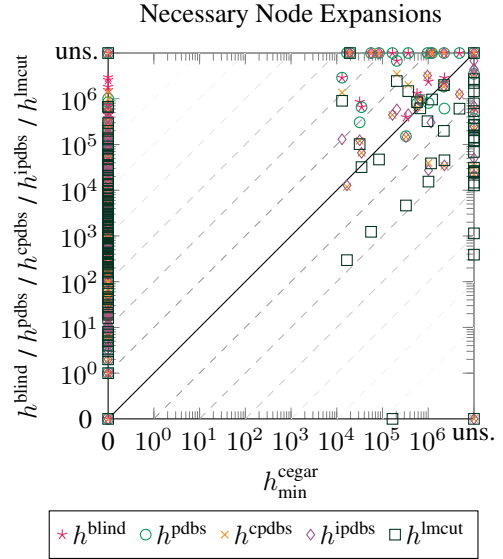 Necessary Node Expansions
uns.
10^6
10^5
10^4
10^3
10^2
10^1
10^0
0
h^blind / h^pdbs / h^cpdbs / h^ipdbs / h^lmcut
0 10^0 10^1 10^2 10^3 10^4 10^5 10^6 uns.
h^cegar_min
h^blind h^pdbs h^cpdbs h^ipdbs h^lmcut